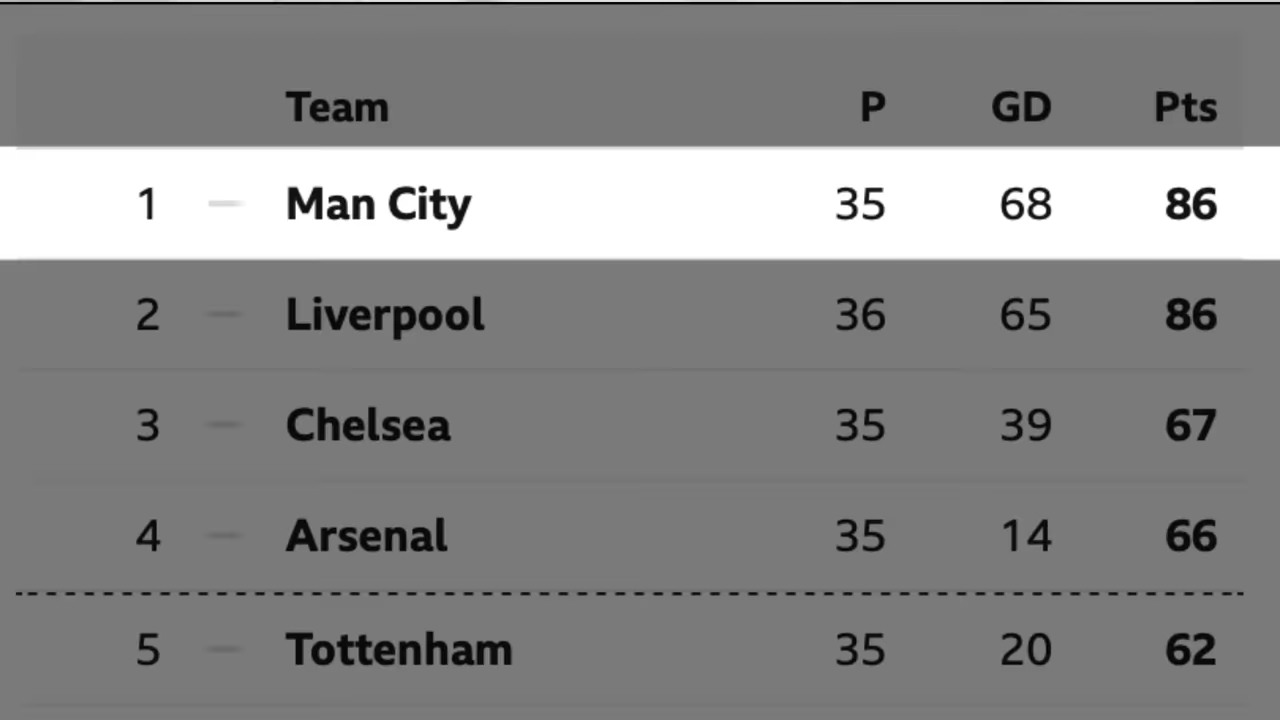 Team P GD Pts
1 Man City 35 68 86
2 Liverpool 36 65 86
3 Chelsea 35 39 67
4 Arsenal 35 14 66
5 Tottenham 35 20 62